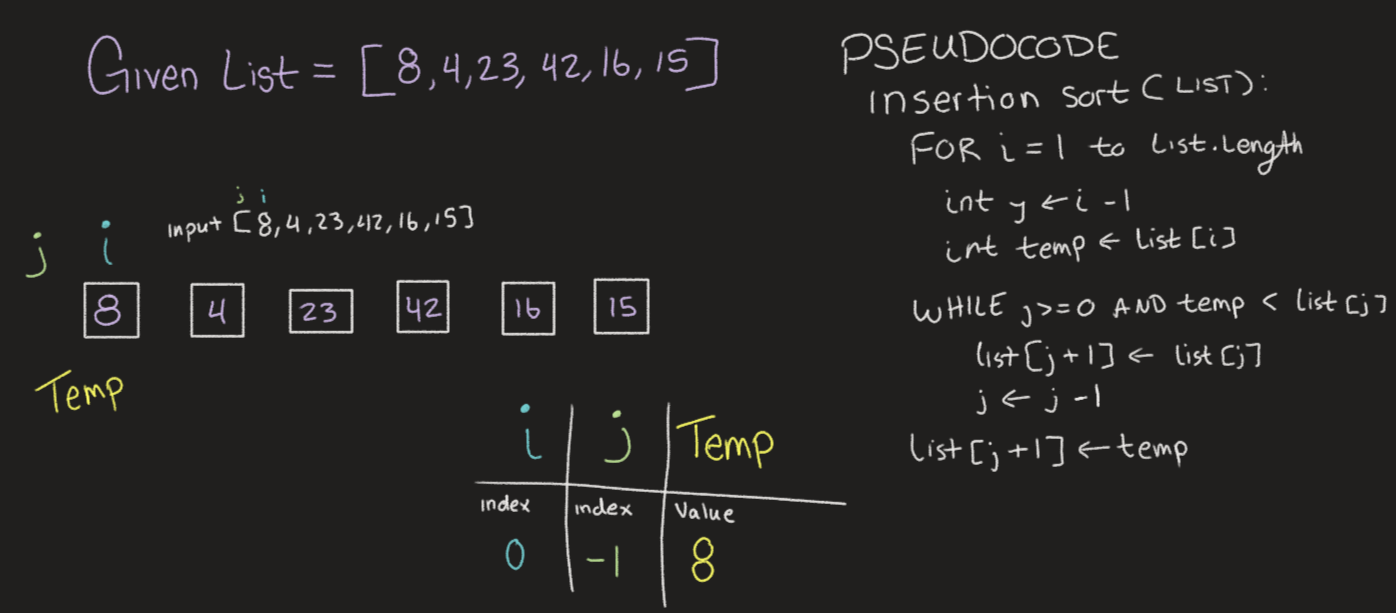 Given List = [8,4,23, 42, 16, 15]
j i
input [8,4,23,42,16,15]
j i
8 4 23 42 16 15
Temp
i j Temp
index index Value
0 -1 8
PSEUDOCODE
insertion sort (LIST):
FOR i = 1 to List.Length
int y ← i -1
int temp ← list [i]
WHILE j>=0 AND temp < list [j]
list [j+1] ← list [j]
j ← j -1
list [j+1] ← temp